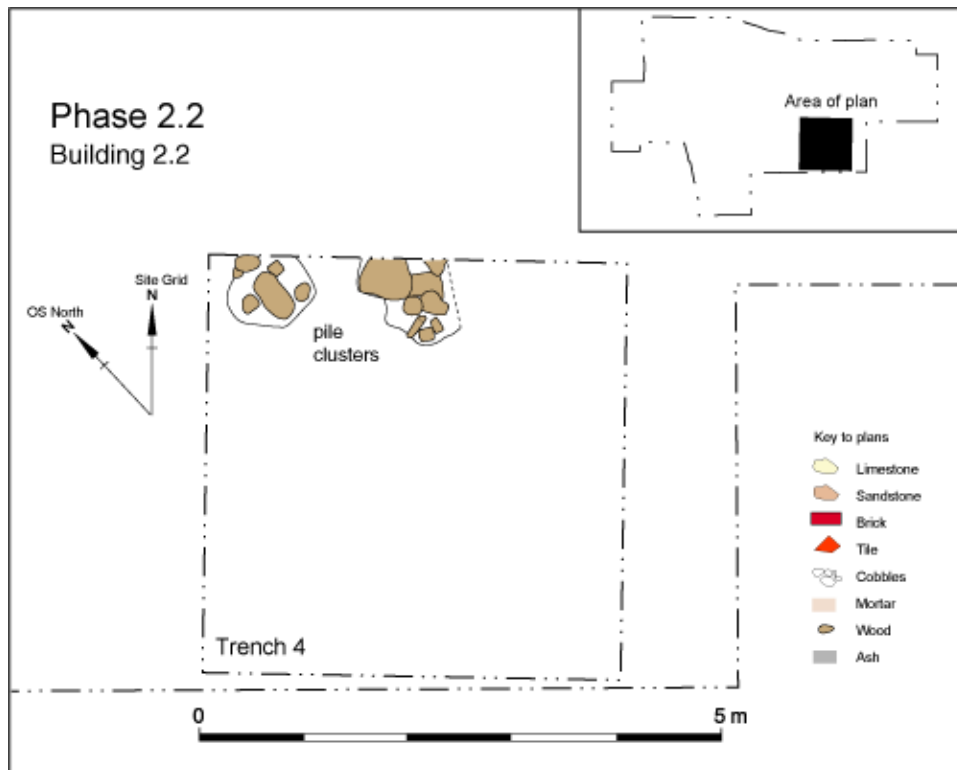 Phase 2.2
Building 2.2
Area of plan
Site Grid
N
OS North
N
pile
clusters
Key to plans
Limestone
Sandstone
Brick
Tile
Cobbles
Mortar
Wood
Ash
Trench 4
0
5 m